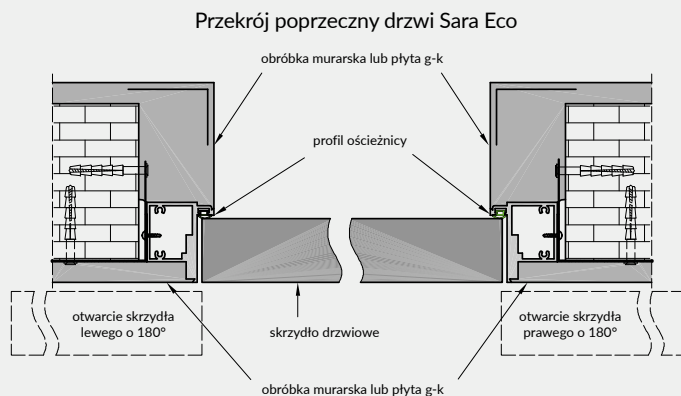 Przekrój poprzeczny drzwi Sara Eco
obróbka murarska lub płyta g-k
profil ościeżnicy
otwarcie skrzydła
lewego o 180°
skrzydło drzwiowe
otwarcie skrzydła
prawego o 180°
obróbka murarska lub płyta g-k